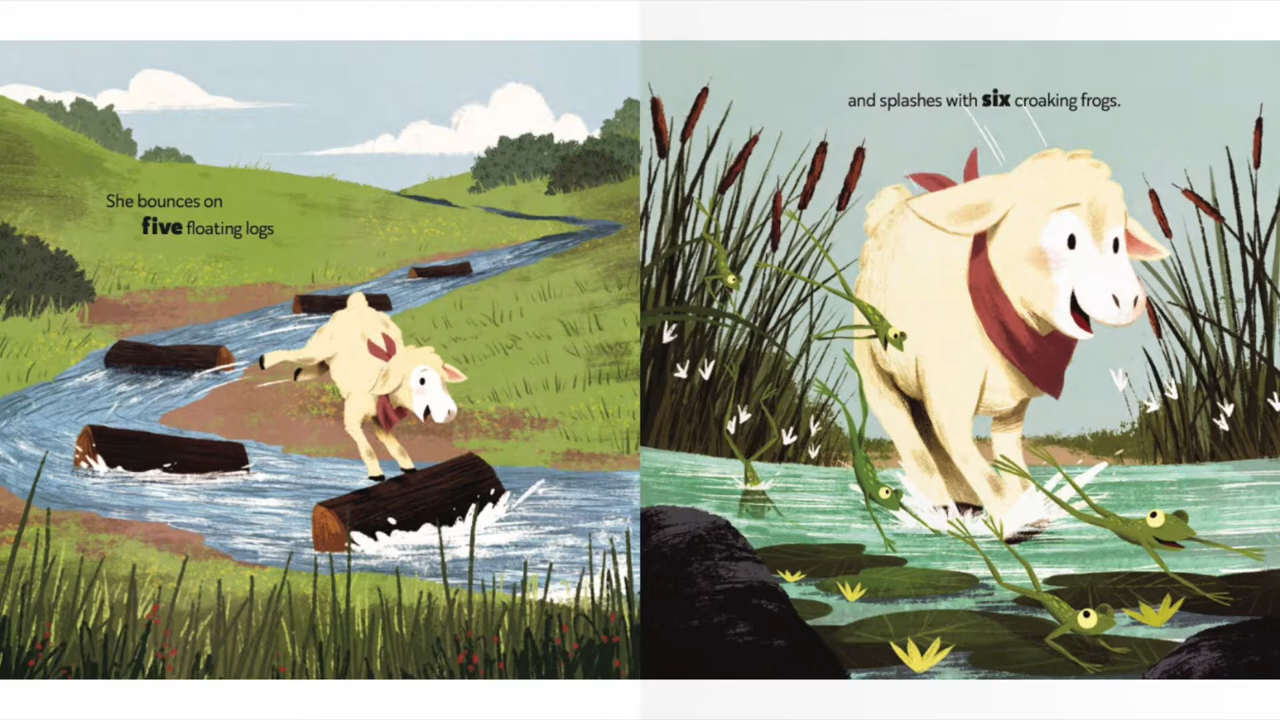 She bounces on
five floating logs
and splashes with six croaking frogs.